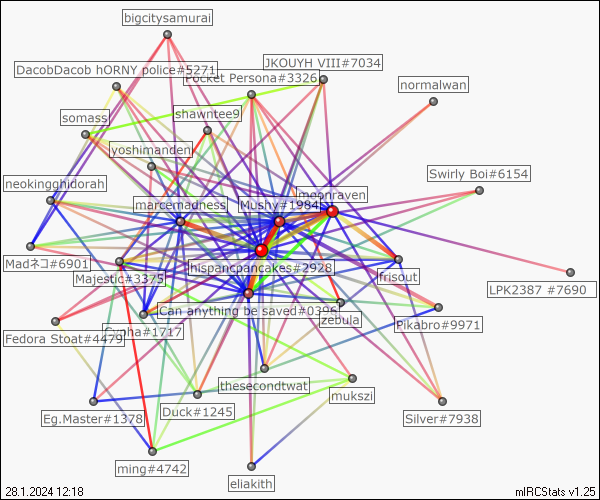 bigcitysamurai
JKOUYH VIII#7034
DacobDacob hORNY police#5271
Pocket Persona#3326
normalwan
shawntee9
somass
yoshimanden
Swirly Boi#6154
neokingghidorah
moonraven
marcemadness
Mushy#1984
Madネコ#6901
hispancpancakes#2928
Majestic#3375
frisout
LPK2387 #7690
Can anything be saved#0396
zebula
Pikabro#9971
#1717
Fedora Stoat#4479
thesecondtwat
mukszi
Duck#1245
Eg.Master#1378
Silver#7938
ming#4742
eliakith
28.1.2024 12:18
mIRCStats v1.25